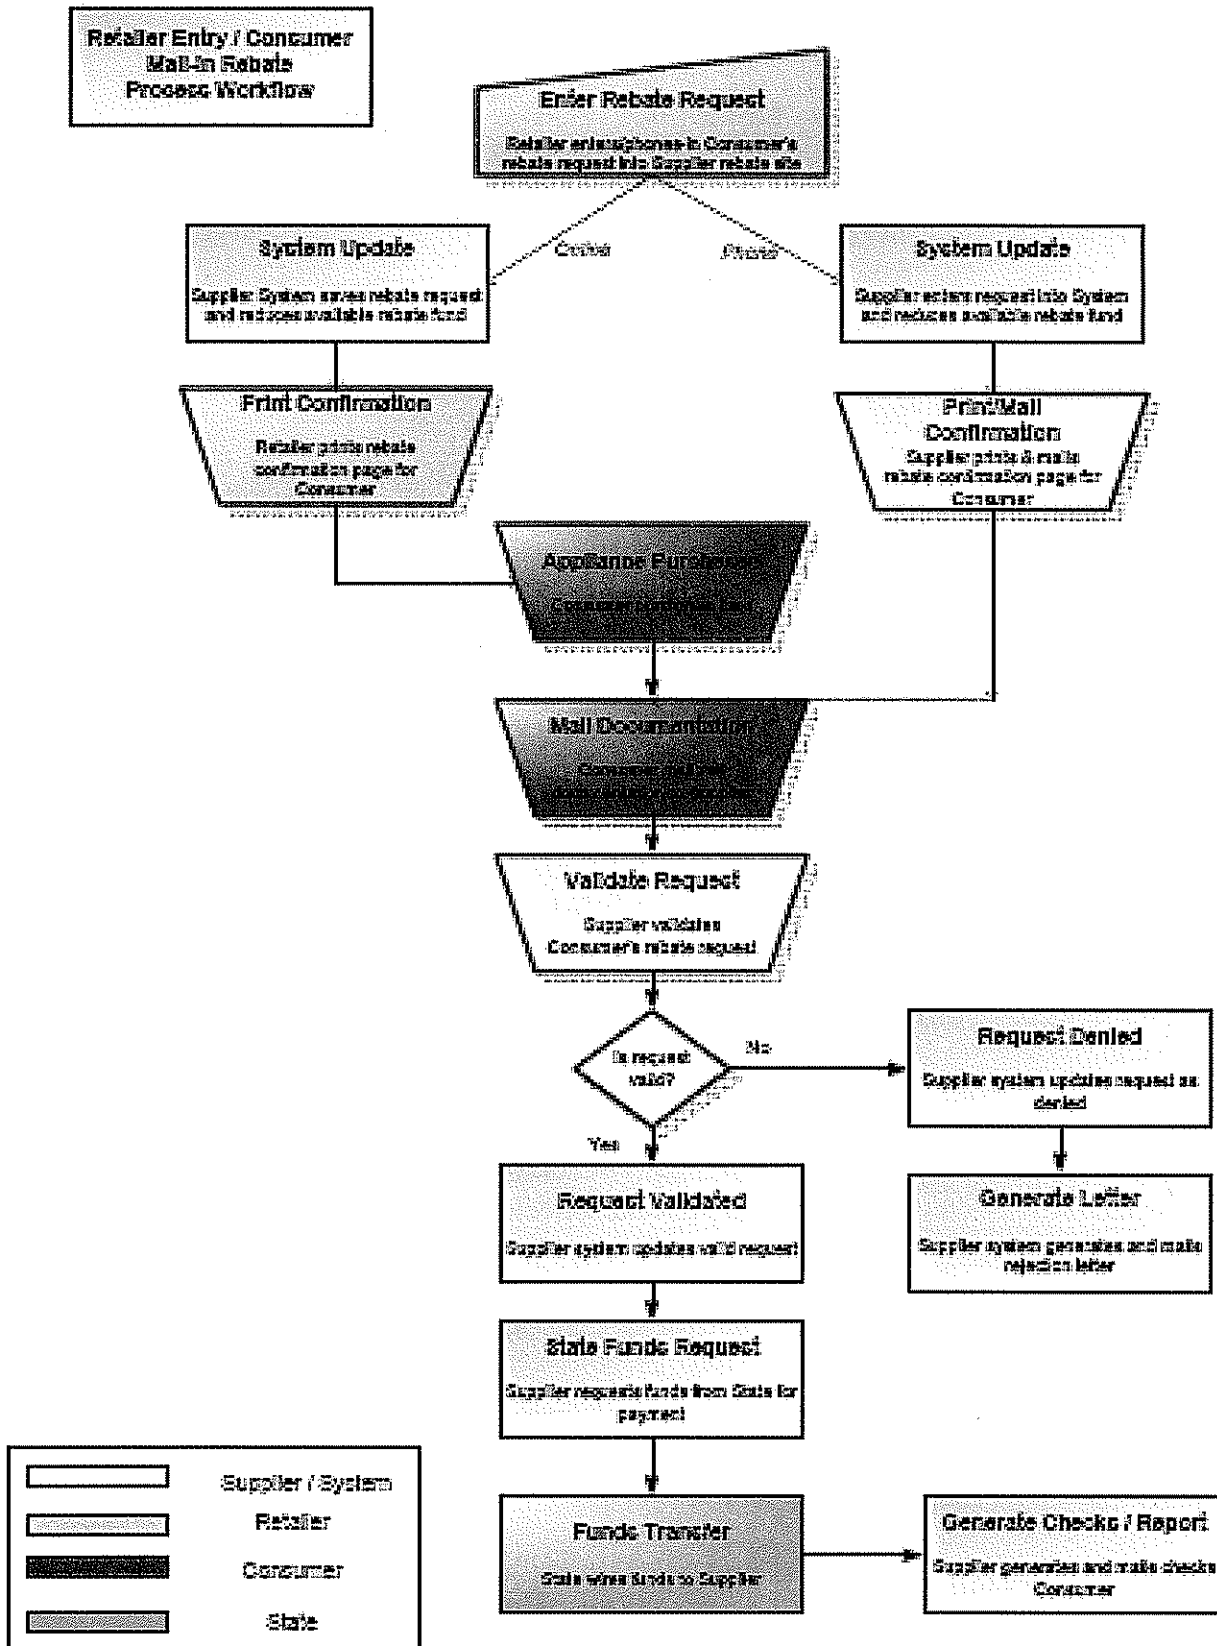 Retailer Entry / Consumer
Mail-In Rebate
Process Workflow
Enter Rebate Request
Retailer enters/phones-in Consumer's
rebate request into Supplier rebate site
Online
Phone
System Update
Supplier System saves rebate request
and reduces available rebate fund
System Update
Supplier enters request into System
and reduces available rebate fund
Print Confirmation
Retailer prints rebate
confirmation page for
Consumer
Print/Mail
Confirmation
Supplier prints & mails
rebate confirmation page for
Consumer
Appliance Purchased
Consumer
Mail Documentation
Consumer
Validate Request
Supplier validates
Consumer's rebate request
Is request
valid?
No
Yes
Request Denied
Supplier system updates request as
denied
Generate Letter
Supplier system generates and mails
rejection letter
Request Validated
Supplier system updates valid request
State Funds Request
Supplier requests funds from State for
payment
Funds Transfer
State wires funds to Supplier
Generate Checks / Report
Supplier generates and mails checks
Consumer
Supplier / System
Retailer
Consumer
State